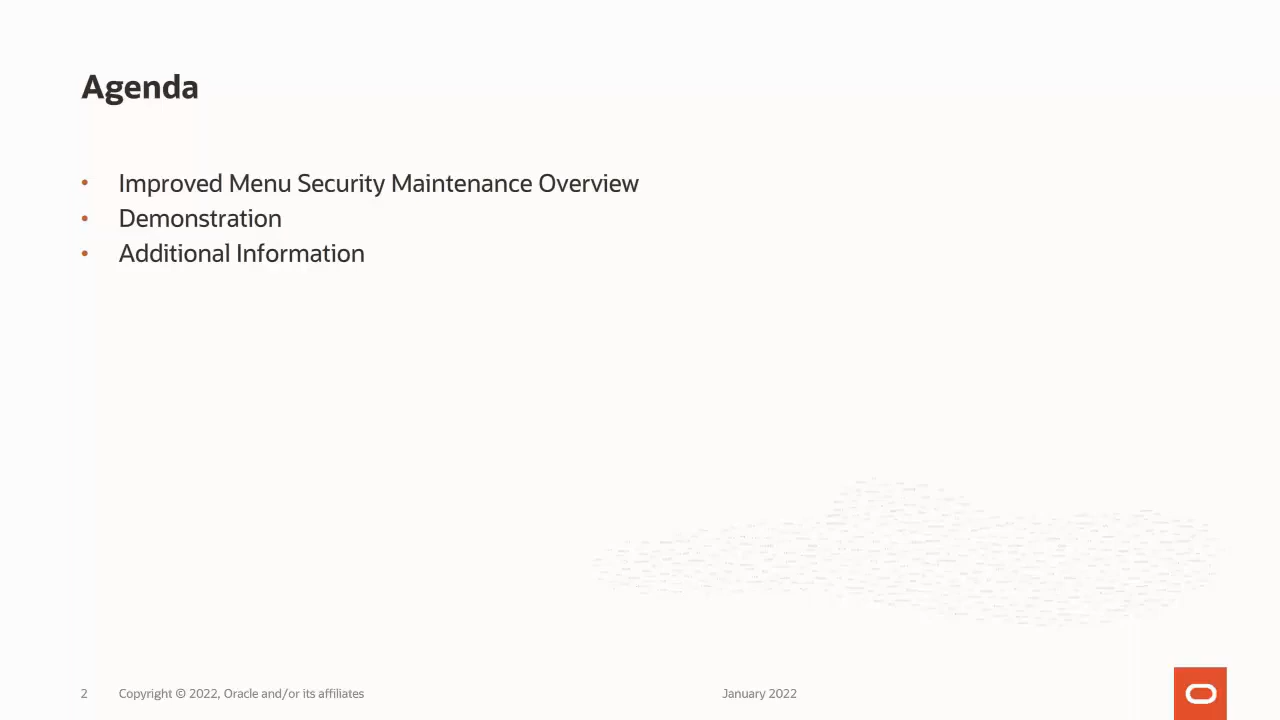 Agenda
• Improved Menu Security Maintenance Overview
• Demonstration
• Additional Information
2 Copyright © 2022, Oracle and/or its affiliates January 2022